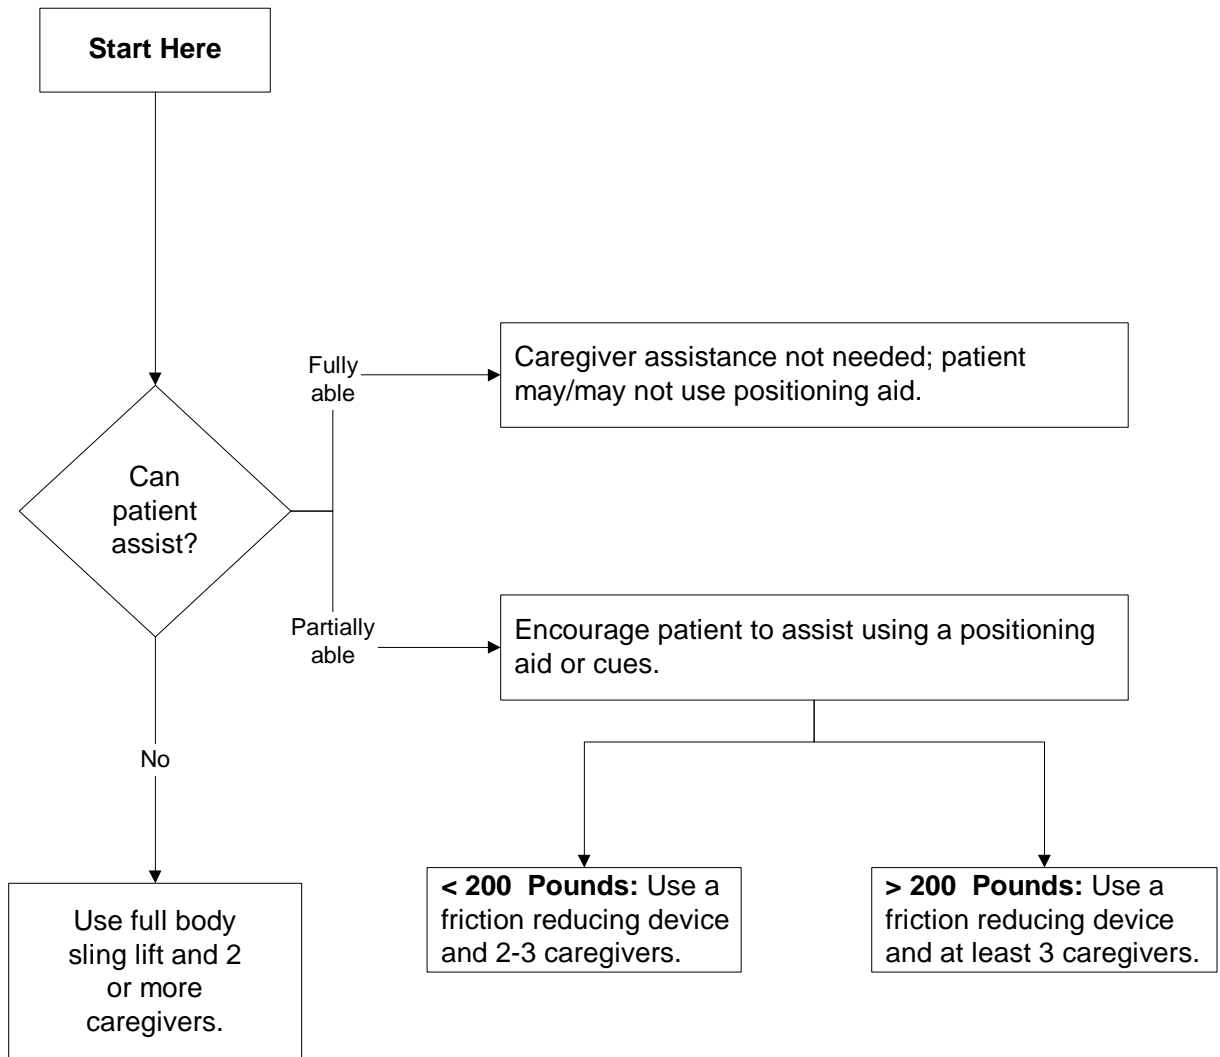 Start Here
Fully
able
Caregiver assistance not needed; patient
may/may not use positioning aid.
Can
patient
assist?
Partially
able
Encourage patient to assist using a positioning
aid or cues.
No
Use full body
sling lift and 2
or more
caregivers.
< 200 Pounds: Use a
friction reducing device
and 2-3 caregivers.
> 200 Pounds: Use a
friction reducing device
and at least 3 caregivers.